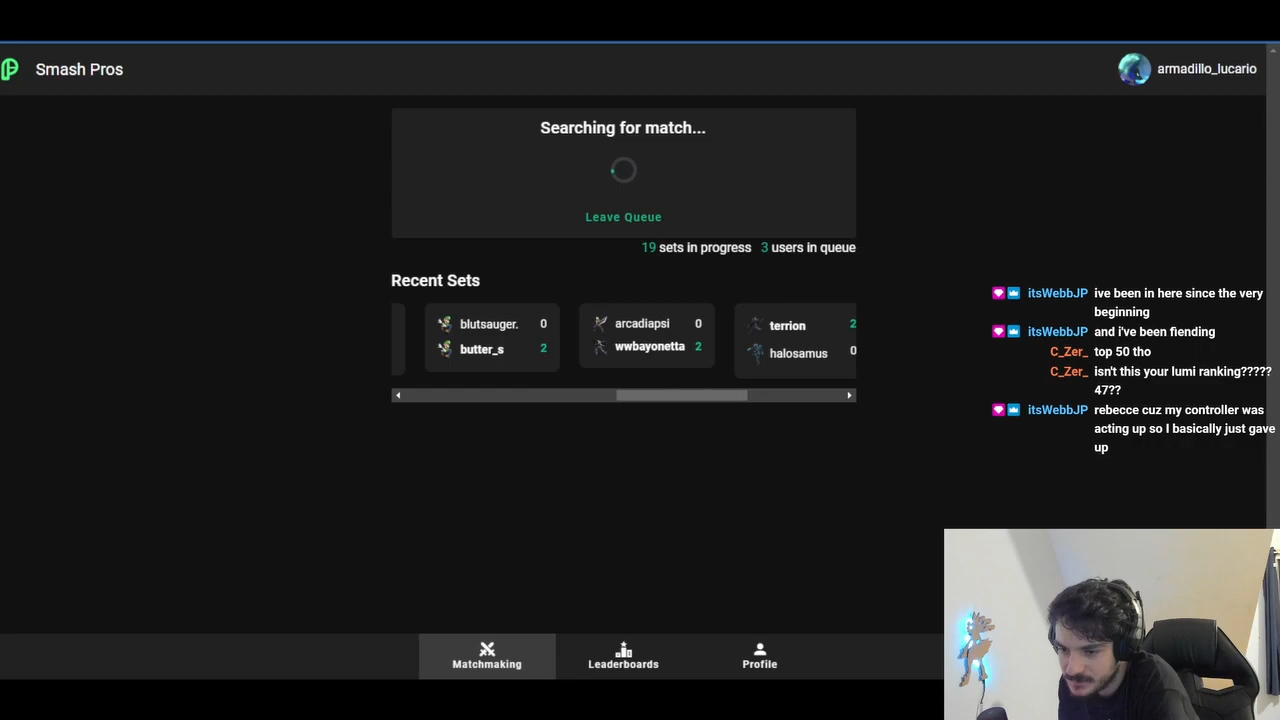 Smash Pros
armadillo_lucario
Searching for match...
Leave Queue
19 sets in progress 3 users in queue
Recent Sets
blutsauger. 0
butter_s 2
arcadiapsi 0
wwbayonetta 2
terrion 2
halosamus 0
itsWebbJP ive been in here since the very
beginning
itsWebbJP and i've been fiending
C_Zer_ top 50 tho
C_Zer_ isn't this your lumi ranking?????
47??
itsWebbJP rebecce cuz my controller was
acting up so I basically just gave
up
Matchmaking
Leaderboards
Profile